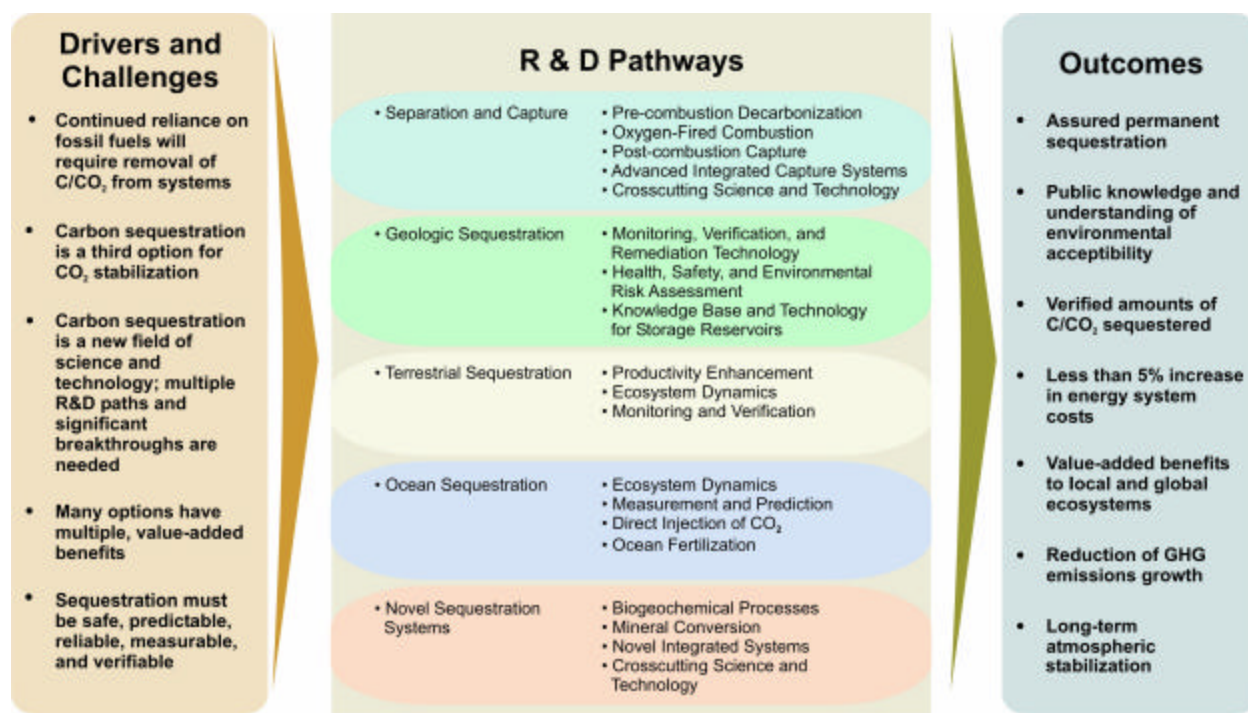 Drivers and
Challenges
• Continued reliance on
fossil fuels will
require removal of
C/CO₂ from systems
• Carbon sequestration
is a third option for
CO₂ stabilization
• Carbon sequestration
is a new field of
science and
technology; multiple
R&D paths and
significant
breakthroughs are
needed
• Many options have
multiple, value-added
benefits
• Sequestration must
be safe, predictable,
reliable, measurable,
and verifiable
R & D Pathways
• Separation and Capture
• Pre-combustion Decarbonization
• Oxygen-Fired Combustion
• Post-combustion Capture
• Advanced Integrated Capture Systems
• Crosscutting Science and Technology
• Geologic Sequestration
• Monitoring, Verification, and
Remediation Technology
• Health, Safety, and Environmental
Risk Assessment
• Knowledge Base and Technology
for Storage Reservoirs
• Terrestrial Sequestration
• Productivity Enhancement
• Ecosystem Dynamics
• Monitoring and Verification
• Ocean Sequestration
• Ecosystem Dynamics
• Measurement and Prediction
• Direct Injection of CO₂
• Ocean Fertilization
• Novel Sequestration
Systems
• Biogeochemical Processes
• Mineral Conversion
• Novel Integrated Systems
• Crosscutting Science and
Technology
Outcomes
• Assured permanent
sequestration
• Public knowledge and
understanding of
environmental
acceptibility
• Verified amounts of
C/CO₂ sequestered
• Less than 5% increase
in energy system
costs
• Value-added benefits
to local and global
ecosystems
• Reduction of GHG
emissions growth
• Long-term
atmospheric
stabilization